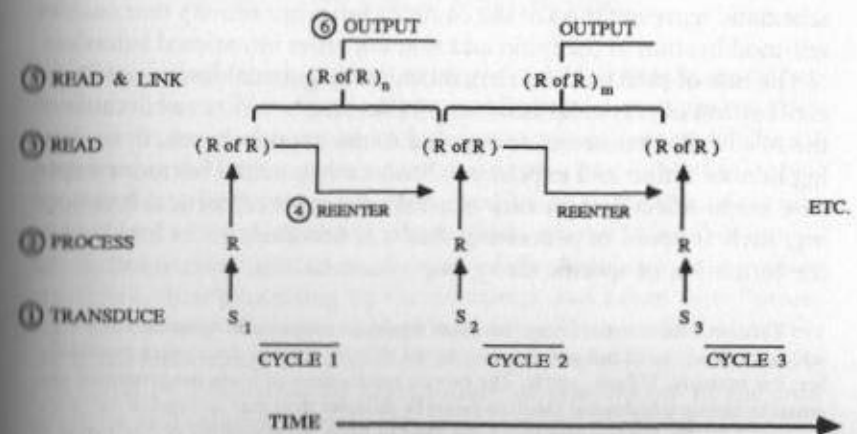 ⑥ OUTPUT OUTPUT
⑤ READ & LINK (R of R)n (R of R)m
③ READ (R of R) (R of R) (R of R)
④ REENTER REENTER ETC.
② PROCESS R R R
① TRANSDUCE S1 S2 S3
CYCLE 1 CYCLE 2 CYCLE 3
TIME